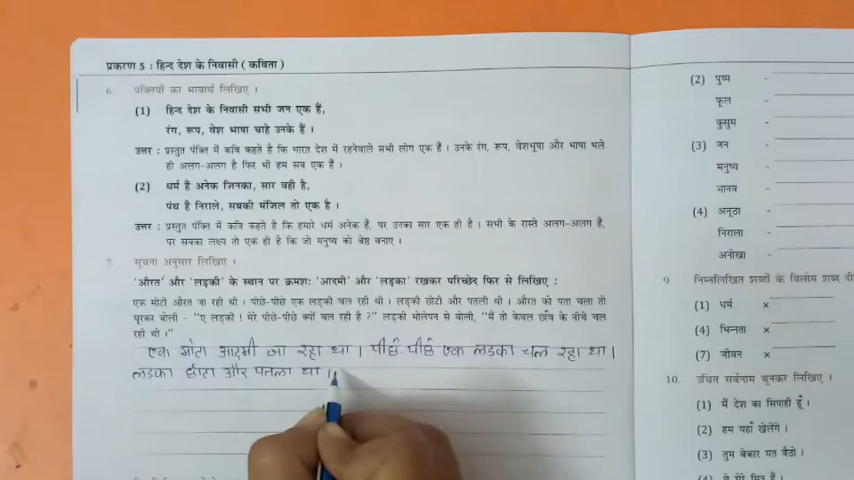 प्रकरण 5 : हिन्द देश के निवासी ( कविता )
6. पंक्तियों का भावार्थ लिखिए ।
(1) हिन्द देश के निवासी सभी जन एक हैं,
रंग, रूप, वेश भाषा चाहे उनके हैं ।
उत्तर : प्रस्तुत पंक्ति में कवि कहते है कि भारत देश में रहनेवाले सभी लोग एक हैं । उनके रंग, रूप, वेशभूषा और भाषा भले
ही अलग-अलग है फिर भी हम सब एक हैं ।
(2) धर्म हैं अनेक जिनका, सार वही है,
पंथ है निराले, सबकी मंजिल तो एक है ।
उत्तर : प्रस्तुत पंक्ति में कवि कहते है कि हमारे धर्म अनेक हैं, पर उनका सार एक ही है । सभी के रास्ते अलग-अलग हैं,
पर सबका लक्ष्य तो एक ही है कि जो मनुष्य को श्रेष्ठ बनाए ।
7. सूचना अनुसार लिखिए ।
'औरत' और 'लड़की' के स्थान पर क्रमशः 'आदमी' और 'लड़का' रखकर परिच्छेद फिर से लिखिए :
एक मोटी औरत जा रही थी । पीछे-पीछे एक लड़की चल रही थी । लड़की छोटी और पतली थी । औरत को पता चला तो
घूरकर बोली - "ए लड़की ! मेरे पीछे-पीछे क्यों चल रही है ?" लड़की भोलेपन से बोली, "मैं तो केवल छाँव के नीचे चल
रही थी ।"
एक मोटा आदमी जा रहा था । पीछे-पीछे एक लडका चल रहा था ।
लडका छोटा और पतला था ।
(2) पुष्प -
फूल -
कुसुम -
(3) जन -
मनुष्य -
मानव -
(4) अनूठा -
निराला -
अनोखा -
9 निम्नलिखित शब्दों के विलोम शब्द
(1) धर्म ×
(4) भिन्नता ×
(7) जीवन ×
10. उचित सर्वनाम चुनकर लिखिए ।
(1) मैं देश का सिपाही हूँ ।
(2) हम यहाँ खेलेंगे ।
(3) तुम बेकार मत बैठो ।
(4) ये मेरे मित्र हैं ।